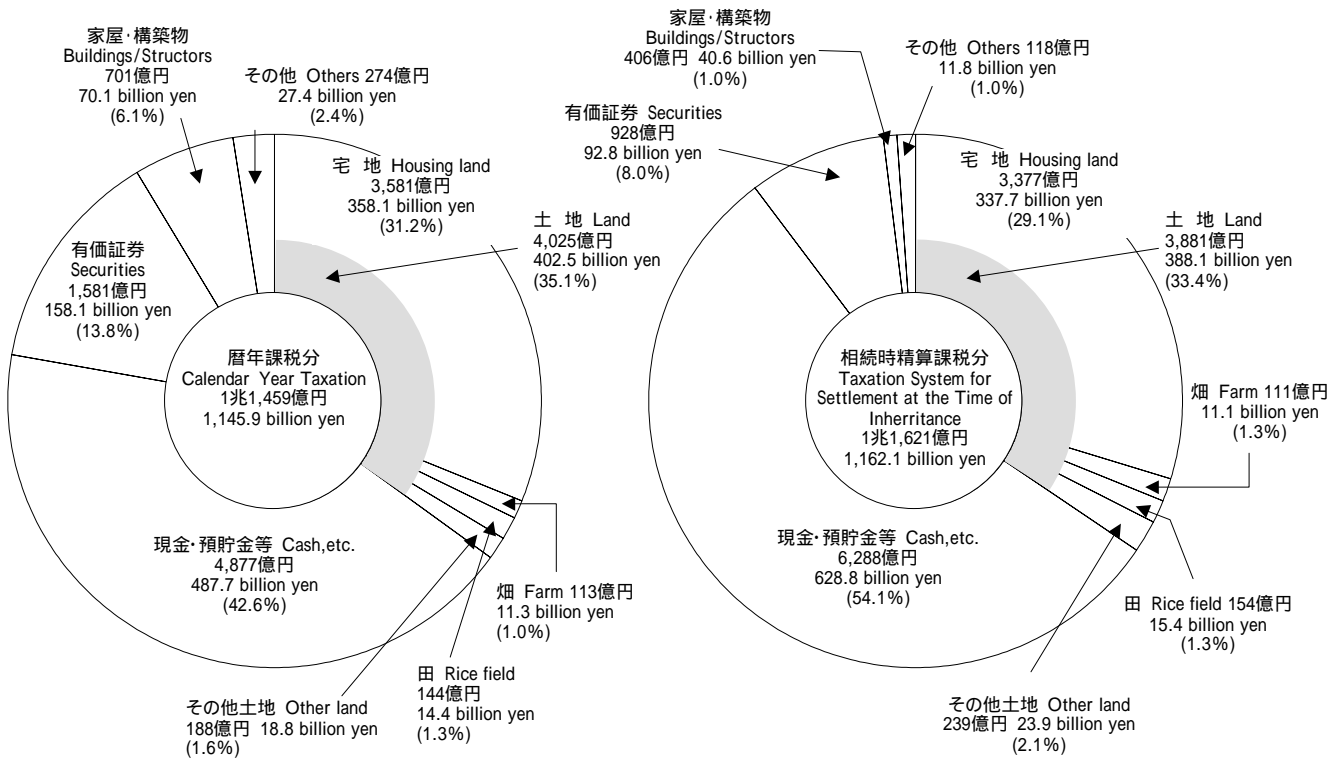 家屋･構築物
Buildings/Structors
701億円
70.1 billion yen
(6.1%)
その他 Others 274億円
27.4 billion yen
(2.4%)
宅 地 Housing land
3,581億円
358.1 billion yen
(31.2%)
土 地 Land
4,025億円
402.5 billion yen
(35.1%)
有価証券
Securities
1,581億円
158.1 billion yen
(13.8%)
暦年課税分
Calendar Year Taxation
1兆1,459億円
1,145.9 billion yen
現金･預貯金等 Cash,etc.
4,877億円
487.7 billion yen
(42.6%)
畑 Farm 113億円
11.3 billion yen
(1.0%)
田 Rice field
144億円
14.4 billion yen
(1.3%)
その他土地 Other land
188億円 18.8 billion yen
(1.6%)
家屋･構築物
Buildings/Structors
406億円 40.6 billion yen
(1.0%)
その他 Others 118億円
11.8 billion yen
(1.0%)
有価証券 Securities
928億円
92.8 billion yen
(8.0%)
宅 地 Housing land
3,377億円
337.7 billion yen
(29.1%)
土 地 Land
3,881億円
388.1 billion yen
(33.4%)
相続時精算課税分
Taxation System for
Settlement at the Time of
Inherritance
1兆1,621億円
1,162.1 billion yen
畑 Farm 111億円
11.1 billion yen
(1.3%)
現金･預貯金等 Cash,etc.
6,288億円
628.8 billion yen
(54.1%)
田 Rice field 154億円
15.4 billion yen
(1.3%)
その他土地 Other land
239億円 23.9 billion yen
(2.1%)